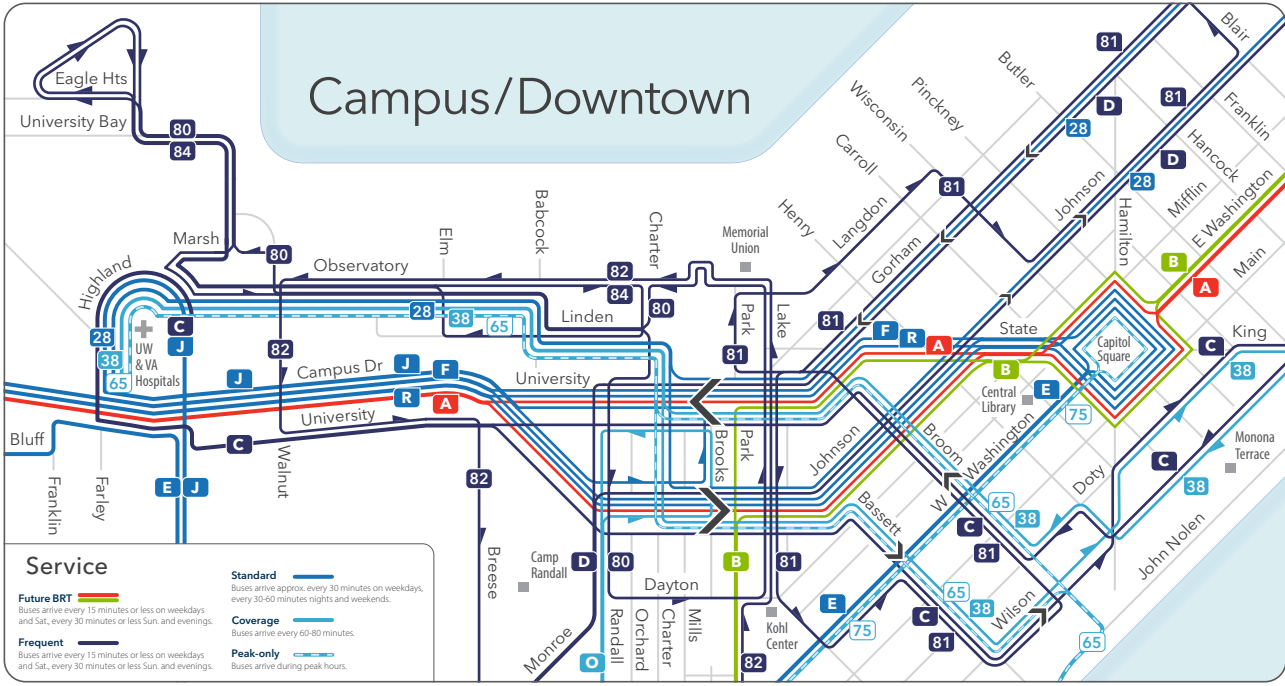 Campus/Downtown
Eagle Hts
University Bay
80
84
Marsh
80
Highland
Observatory
82
84
80
Elm
Babcock
Charter
Memorial
Union
Henry
Langdon
Carroll
Wisconsin
Pinckney
Butler
81
Blair
81
D
28
81
D
28
Franklin
Hancock
Mifflin
E Washington
Main
Hamilton
Johnson
Gorham
81
B
A
28
38
65
C
J
UW
& VA
Hospitals
82
28
38
65
Linden
Park
Lake
81
F
R
A
State
B
Capitol
Square
King
C
38
J
Campus Dr
J
F
R
A
University
University
Central
Library
E
75
Bluff
C
Walnut
Brooks
Park
Johnson
Broom
W Washington
Monona
Terrace
C
38
Doty
Franklin
Farley
E
J
82
Bassett
65
38
C
81
John Nolen
Breese
Camp
Randall
D
80
B
81
Dayton
Randall
Orchard
Charter
Mills
Kohl
Center
E
75
65
38
C
81
Wilson
65
Monroe
O
82
Service
Future BRT
Buses arrive every 15 minutes or less on weekdays
and Sat., every 30 minutes or less Sun. and evenings.
Frequent
Buses arrive every 15 minutes or less on weekdays
and Sat., every 30 minutes or less Sun. and evenings.
Standard
Buses arrive approx. every 30 minutes on weekdays,
every 30-60 minutes nights and weekends.
Coverage
Buses arrive every 60-80 minutes.
Peak-only
Buses arrive during peak hours.